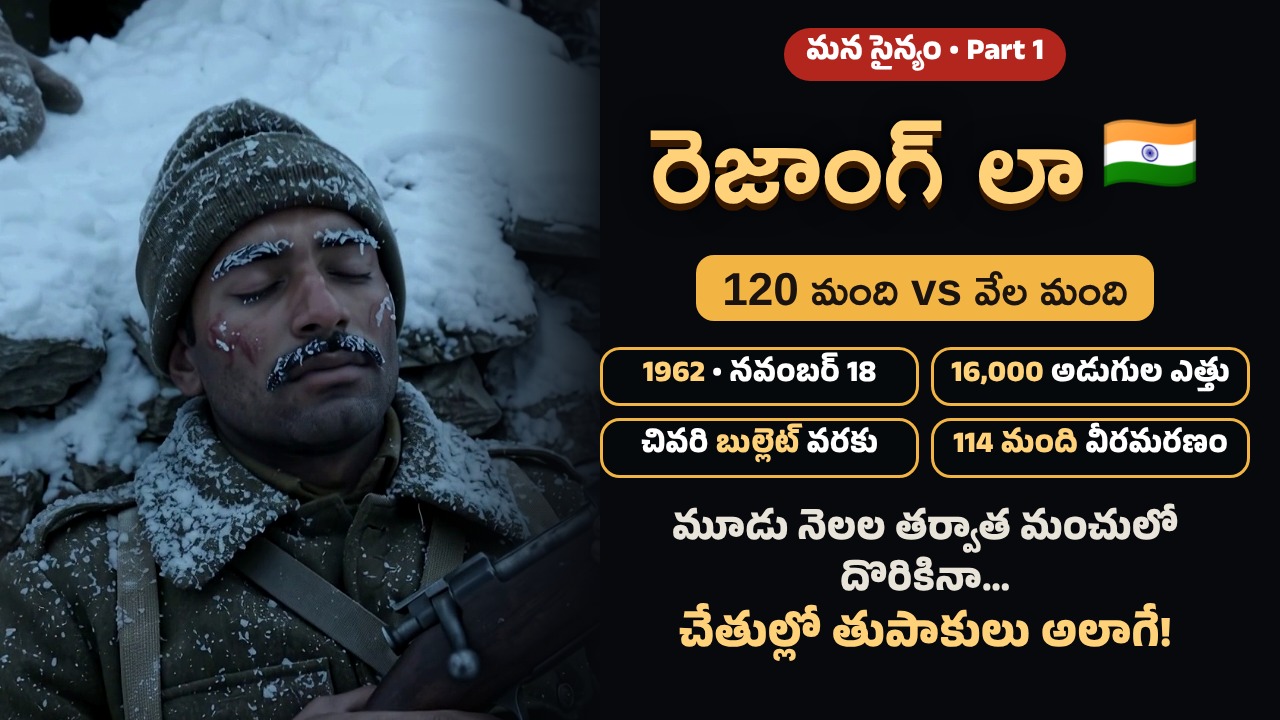 మన సైన్యం • Part 1
రెజాంగ్ లా 🇮🇳
120 మంది vs వేల మంది
1962 • నవంబర్ 18
16,000 అడుగుల ఎత్తు
చివరి బుల్లెట్ వరకు
114 మంది వీరమరణం
మూడు నెలల తర్వాత మంచులో
దొరికినా...
చేతుల్లో తుపాకులు అలాగే!